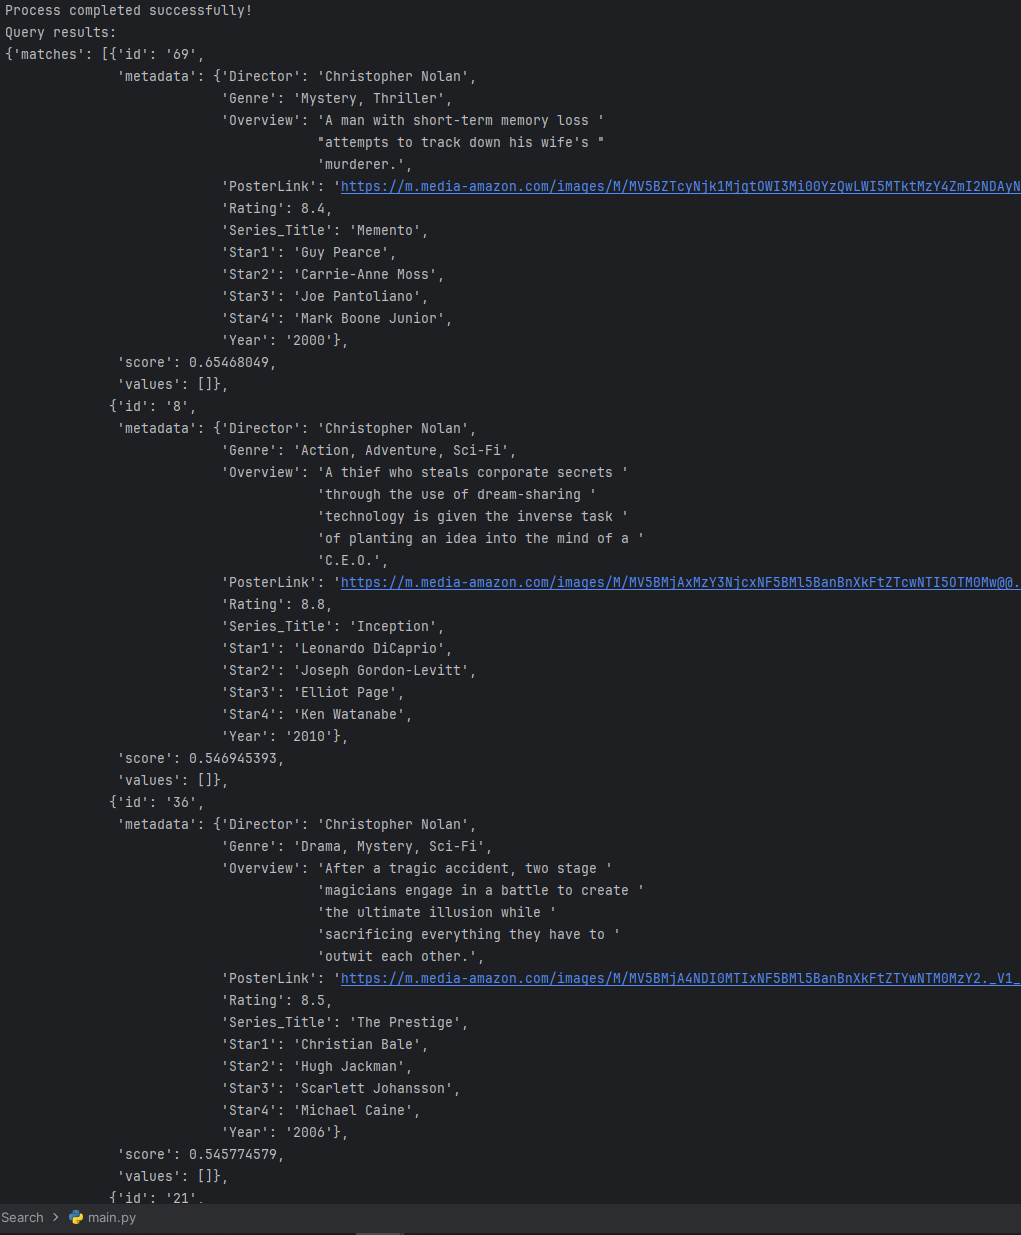 Process completed successfully!
Query results:
{'matches': [{'id': '69',
'metadata': {'Director': 'Christopher Nolan',
'Genre': 'Mystery, Thriller',
'Overview': 'A man with short-term memory loss '
"attempts to track down his wife's "
'murderer.',
'PosterLink': 'https://m.media-amazon.com/images/M/MV5BZTcyNjk1MjgtOWI3Mi00YzQwLWI5MTktMzY4ZmI2NDAyN
'Rating': 8.4,
'Series_Title': 'Memento',
'Star1': 'Guy Pearce',
'Star2': 'Carrie-Anne Moss',
'Star3': 'Joe Pantoliano',
'Star4': 'Mark Boone Junior',
'Year': '2000'},
'score': 0.65468049,
'values': []},
{'id': '8',
'metadata': {'Director': 'Christopher Nolan',
'Genre': 'Action, Adventure, Sci-Fi',
'Overview': 'A thief who steals corporate secrets '
'through the use of dream-sharing '
'technology is given the inverse task '
'of planting an idea into the mind of a '
'C.E.O.',
'PosterLink': 'https://m.media-amazon.com/images/M/MV5BMjAxMzY3NjcxNF5BMl5BanBnXkFtZTcwNTI5OTM0Mw@@.
'Rating': 8.8,
'Series_Title': 'Inception',
'Star1': 'Leonardo DiCaprio',
'Star2': 'Joseph Gordon-Levitt',
'Star3': 'Elliot Page',
'Star4': 'Ken Watanabe',
'Year': '2010'},
'score': 0.546945393,
'values': []},
{'id': '36',
'metadata': {'Director': 'Christopher Nolan',
'Genre': 'Drama, Mystery, Sci-Fi',
'Overview': 'After a tragic accident, two stage '
'magicians engage in a battle to create '
'the ultimate illusion while '
'sacrificing everything they have to '
'outwit each other.',
'PosterLink': 'https://m.media-amazon.com/images/M/MV5BMjA4NDI0MTIxNF5BMl5BanBnXkFtZTYwNTM0MzY2._V1_
'Rating': 8.5,
'Series_Title': 'The Prestige',
'Star1': 'Christian Bale',
'Star2': 'Hugh Jackman',
'Star3': 'Scarlett Johansson',
'Star4': 'Michael Caine',
'Year': '2006'},
'score': 0.545774579,
'values': []},
{'id': '21',
Search > main.py